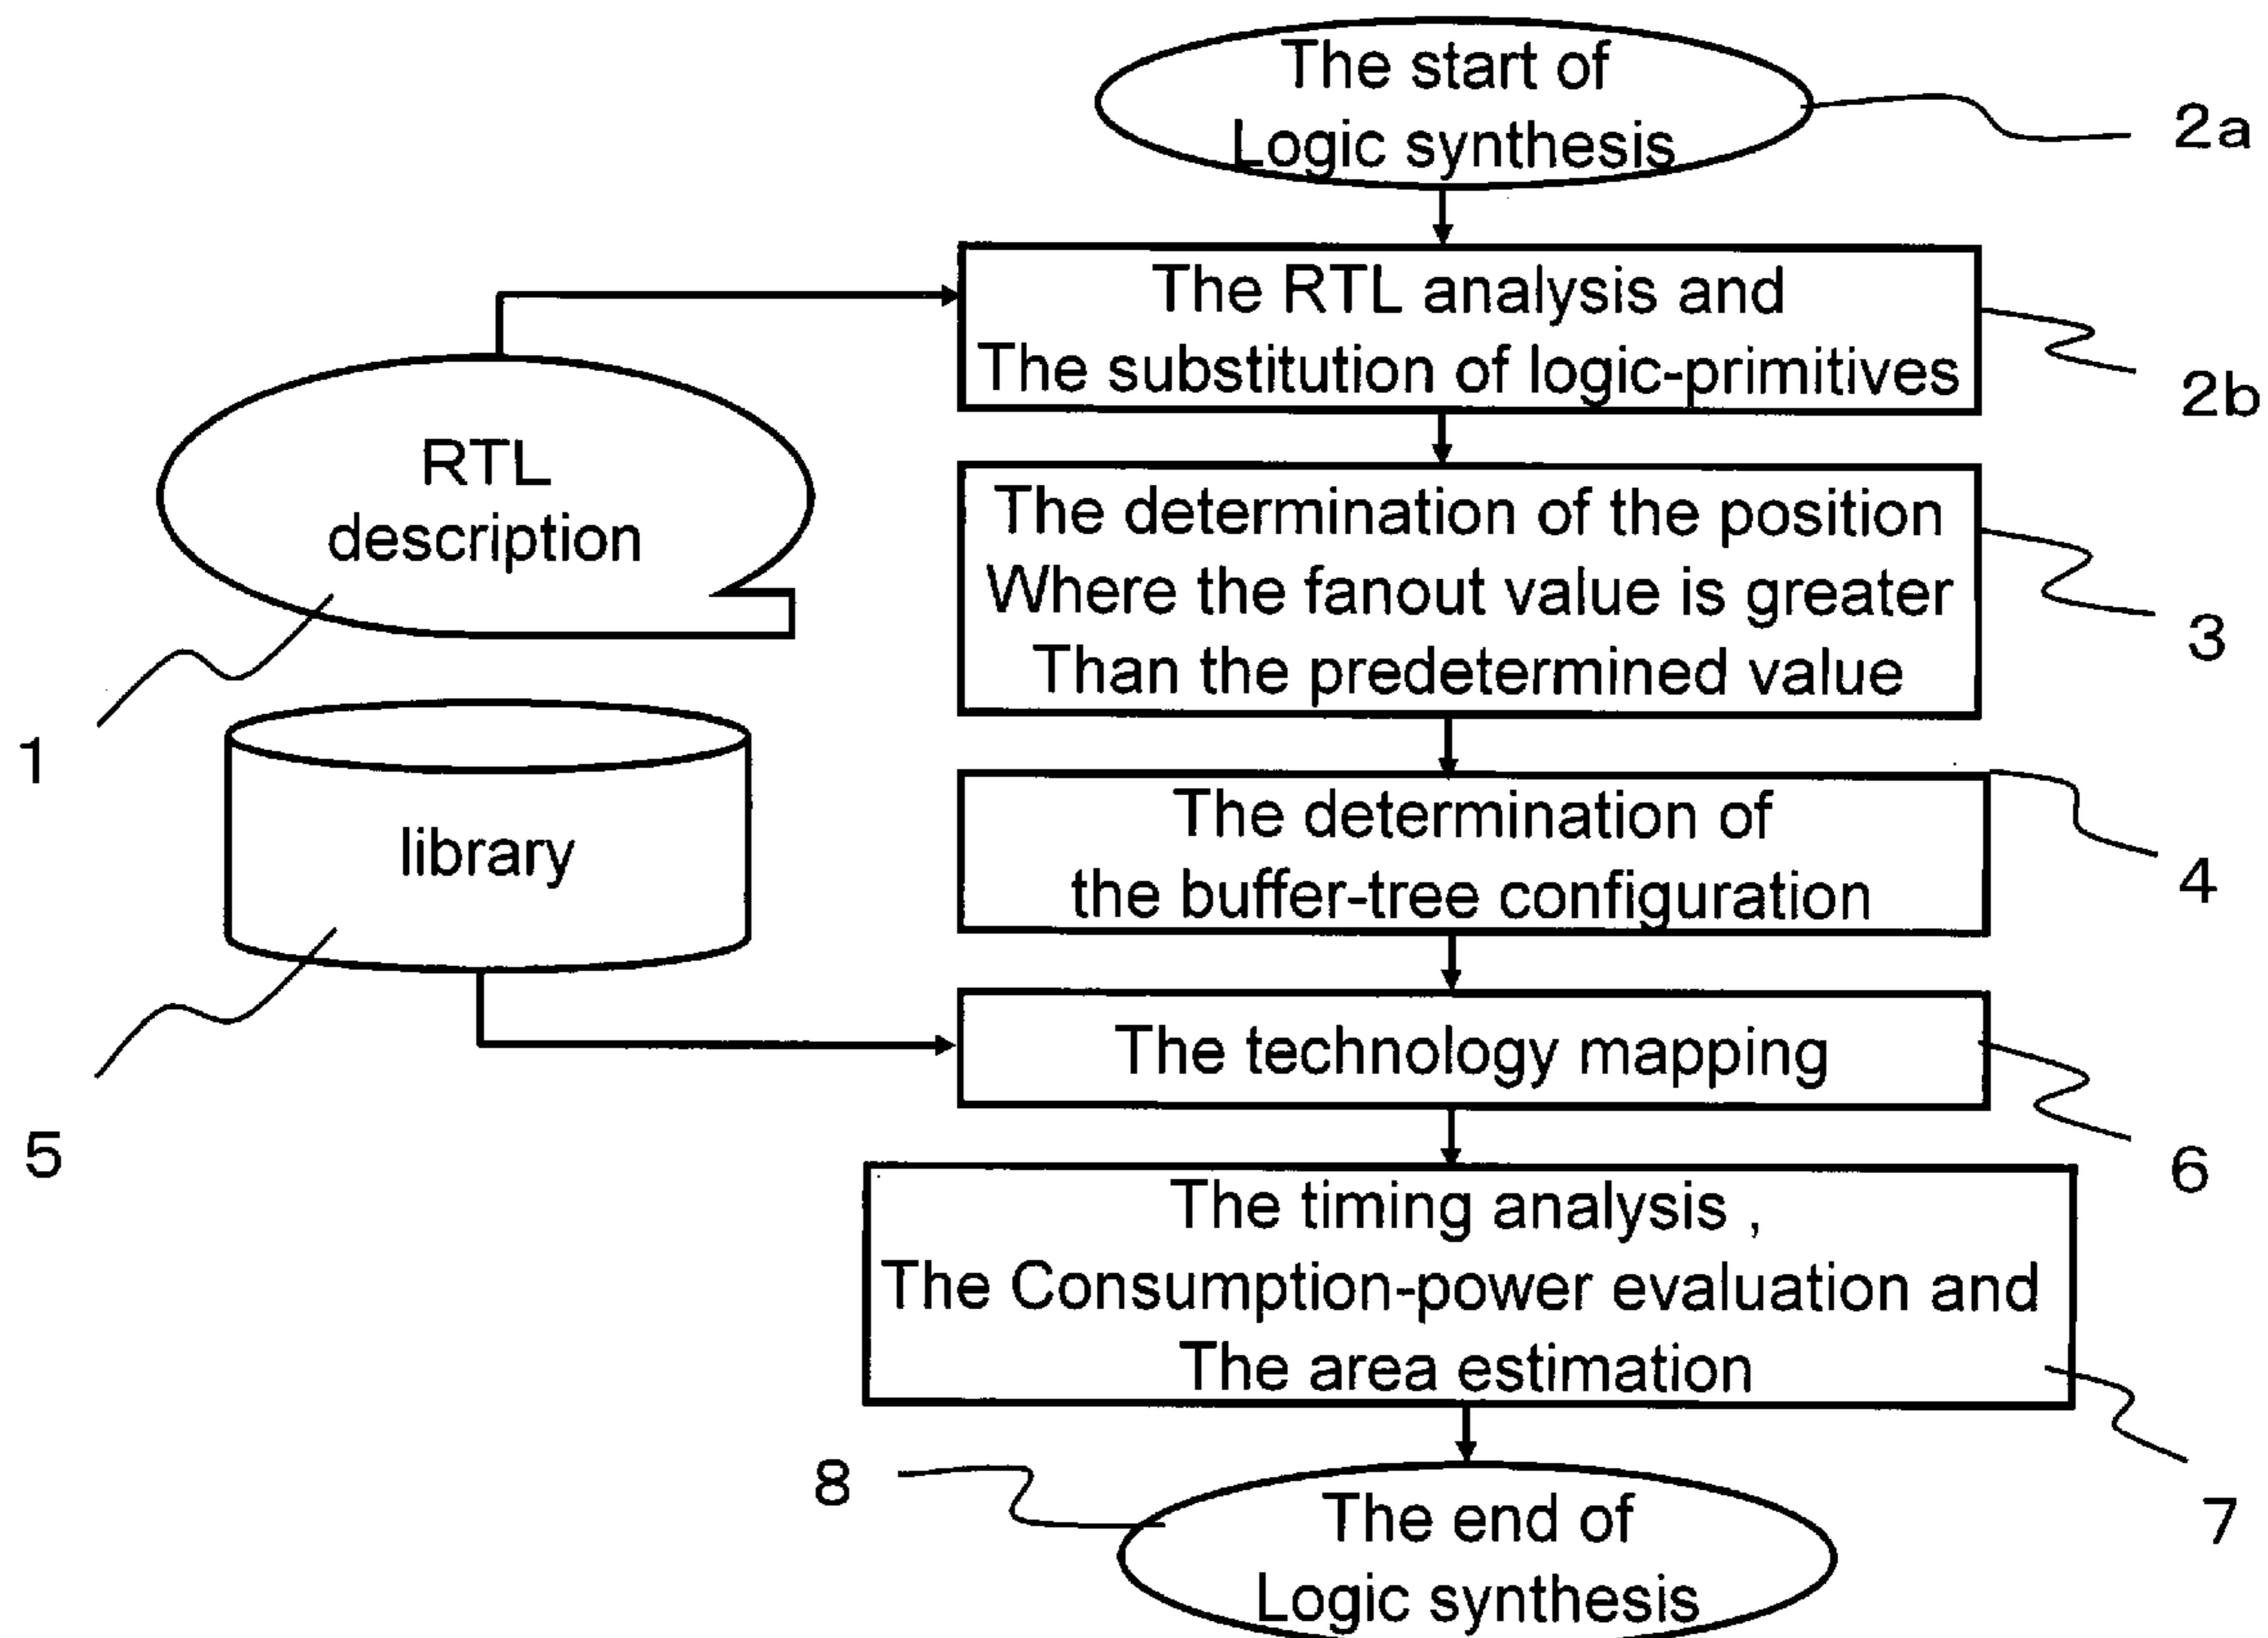 The start of
Logic synthesis
2a
The RTL analysis and
The substitution of logic-primitives
2b
RTL
description
1
The determination of the position
Where the fanout value is greater
Than the predetermined value
3
The determination of
the buffer-tree configuration
4
library
5
The technology mapping
6
The timing analysis ,
The Consumption-power evaluation and
The area estimation
7
The end of
Logic synthesis
8